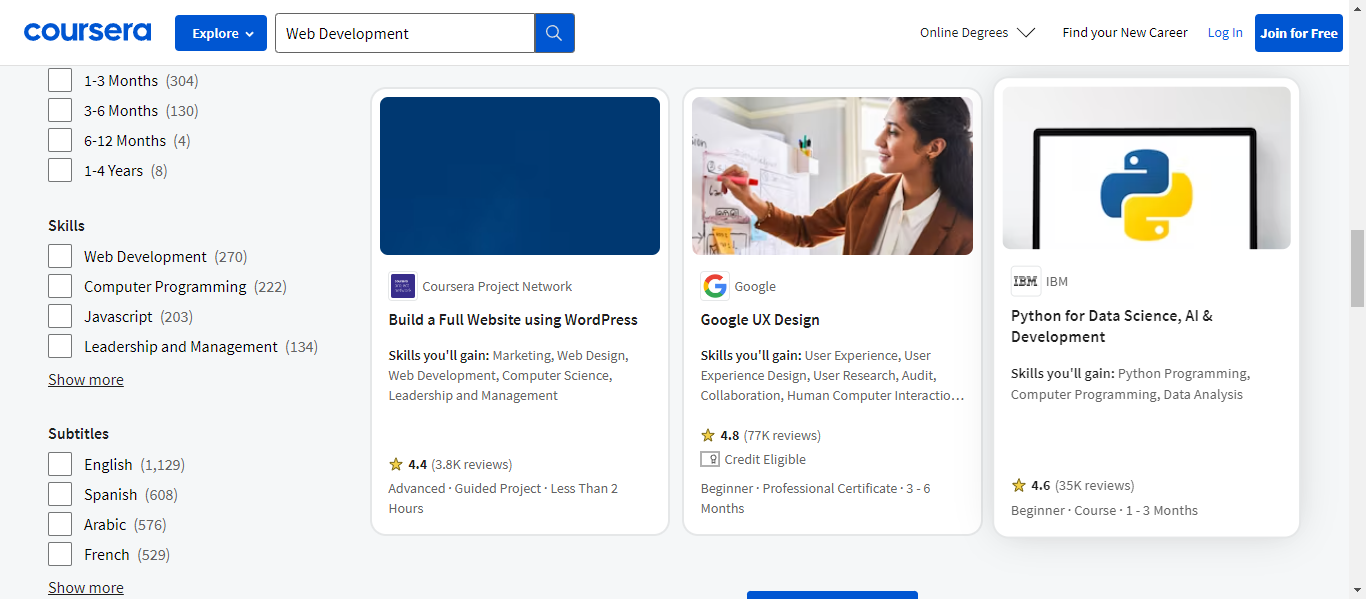 coursera
Explore
Web Development
Online Degrees
Find your New Career
Log In
Join for Free
1-3 Months (304)
3-6 Months (130)
6-12 Months (4)
1-4 Years (8)
Skills
Web Development (270)
Computer Programming (222)
Javascript (203)
Leadership and Management (134)
Show more
Subtitles
English (1,129)
Spanish (608)
Arabic (576)
French (529)
Show more
Coursera Project Network
Build a Full Website using WordPress
Skills you'll gain: Marketing, Web Design,
Web Development, Computer Science,
Leadership and Management
4.4 (3.8K reviews)
Advanced · Guided Project · Less Than 2
Hours
Google
Google UX Design
Skills you'll gain: User Experience, User
Experience Design, User Research, Audit,
Collaboration, Human Computer Interactio…
4.8 (77K reviews)
Credit Eligible
Beginner · Professional Certificate · 3 - 6
Months
IBM
IBM
Python for Data Science, AI &
Development
Skills you'll gain: Python Programming,
Computer Programming, Data Analysis
4.6 (35K reviews)
Beginner · Course · 1 - 3 Months